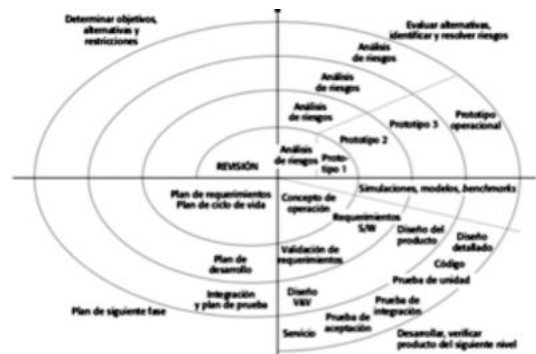 Determinar objetivos,
alternativas y
restricciones
Evaluar alternativas,
identificar y resolver riesgos
Análisis
de riesgos
Análisis
de riesgos
Análisis
de riesgos
Análisis
de riesgos
Proto-
tipo 1
Prototipo 2
Prototipo 3
Prototipo
operacional
REVISIÓN
Simulaciones, modelos, benchmarks
Plan de requerimientos
Plan de ciclo de vida
Concepto de
operación
Requerimientos
S/W
Diseño del
producto
Diseño
detallado
Plan de
desarrollo
Validación de
requerimientos
Código
Prueba de unidad
Integración
y plan de prueba
Diseño
V&V
Prueba de
integración
Plan de siguiente fase
Prueba de
aceptación
Servicio
Desarrollar, verificar
producto del siguiente nivel